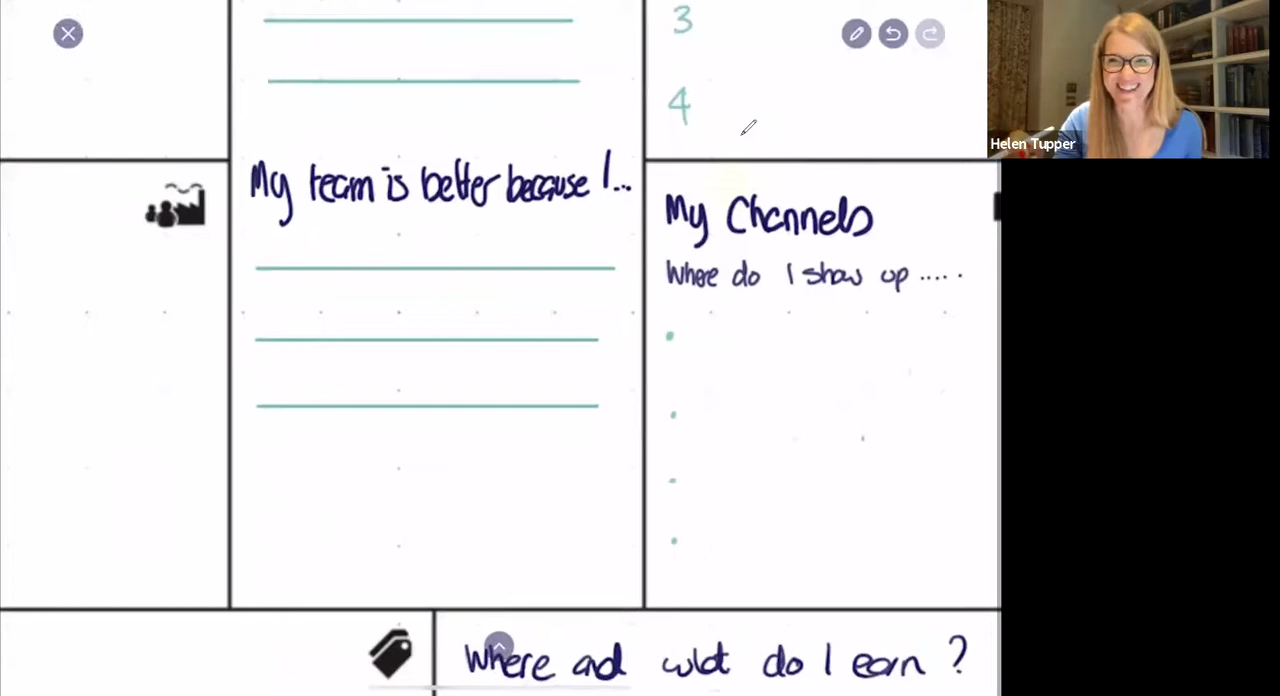 3
4
Helen Tupper
My team is better because I...
My Channels
Where do I show up .....
Where and what do I earn ?